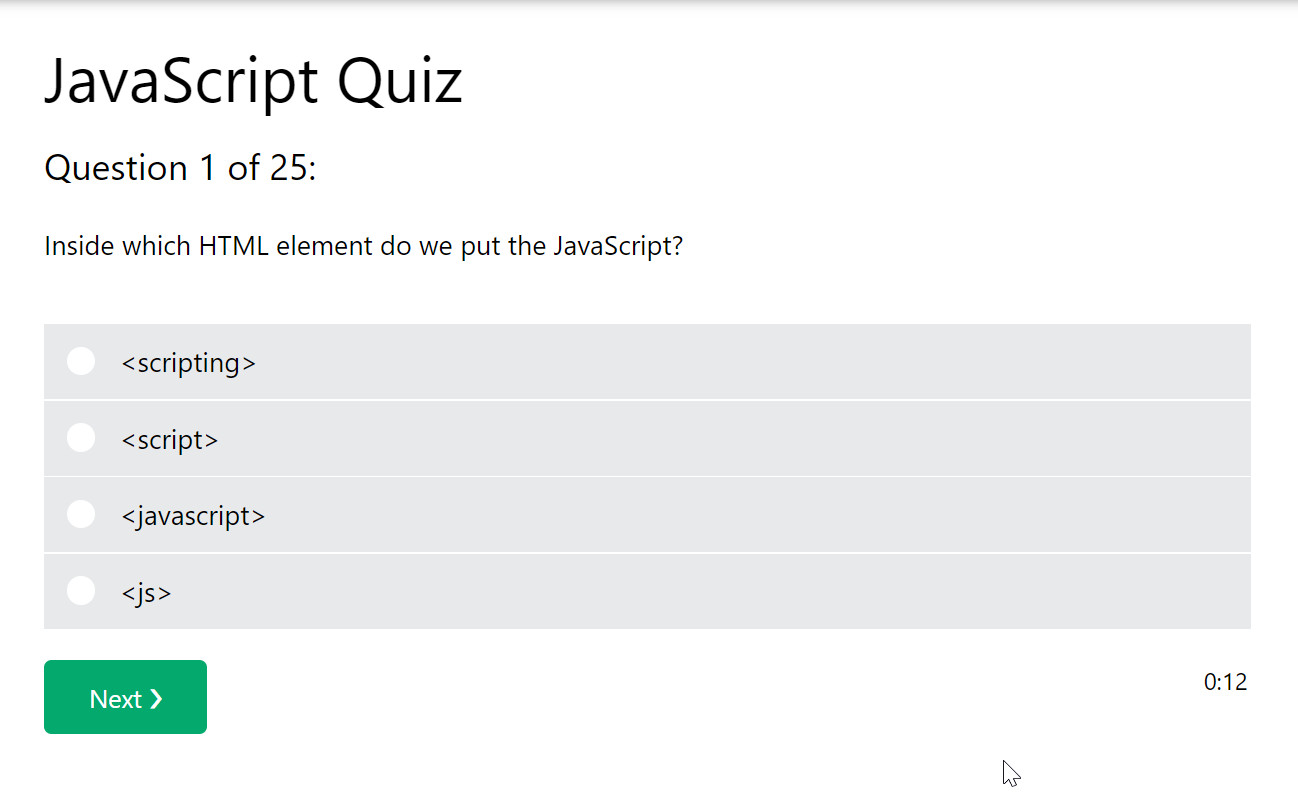 JavaScript Quiz
Question 1 of 25:
Inside which HTML element do we put the JavaScript?
<scripting>
<script>
<javascript>
<js>
Next ❯
0:12